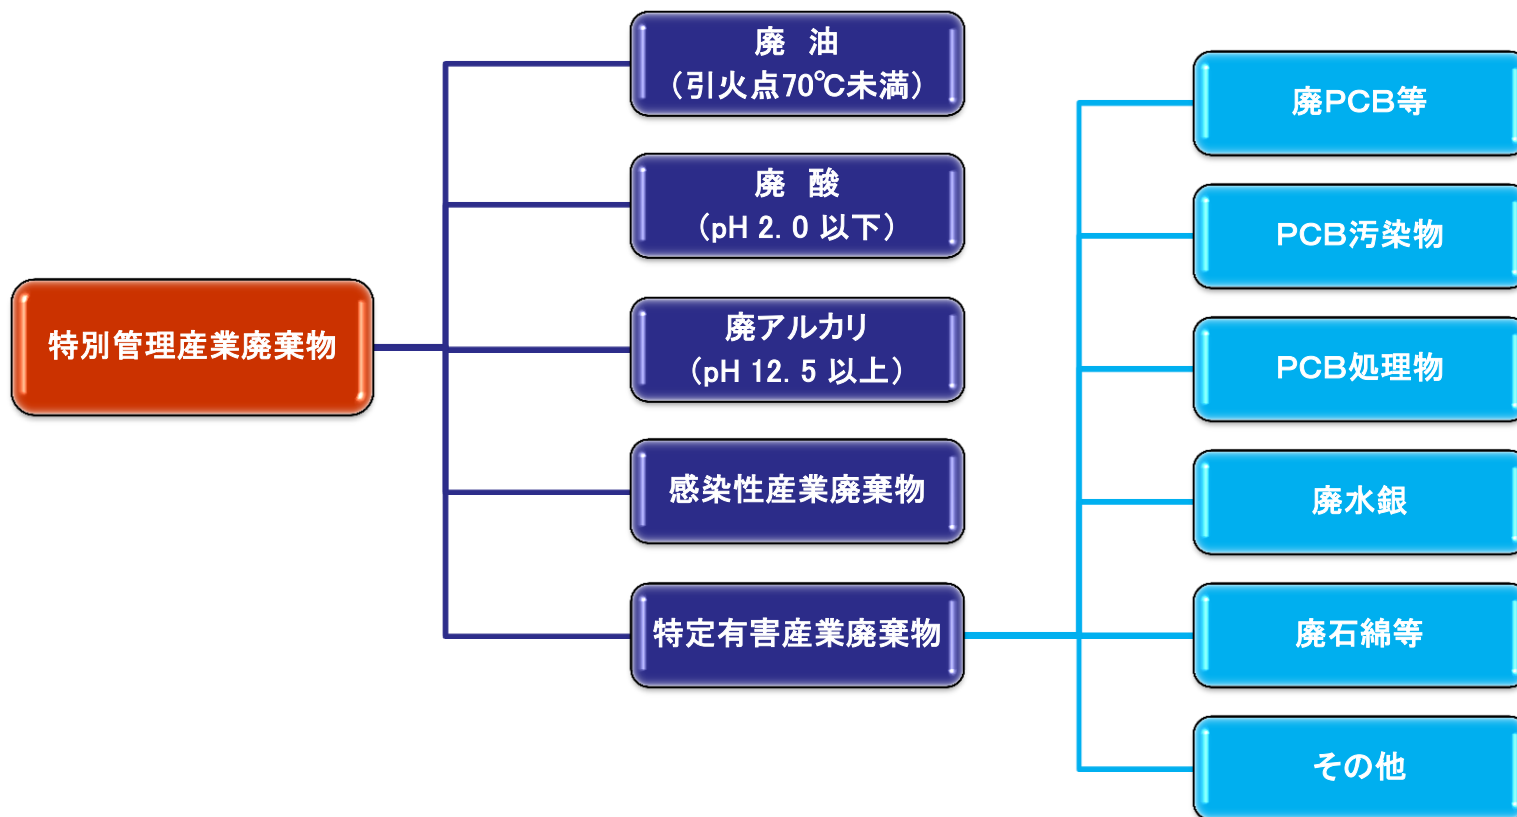 特別管理産業廃棄物
廃　油
（引火点70℃未満）
廃　酸
（pH 2．0 以下）
廃アルカリ
（pH 12．5 以上）
感染性産業廃棄物
特定有害産業廃棄物
廃PCB等
PCB汚染物
PCB処理物
廃水銀
廃石綿等
その他